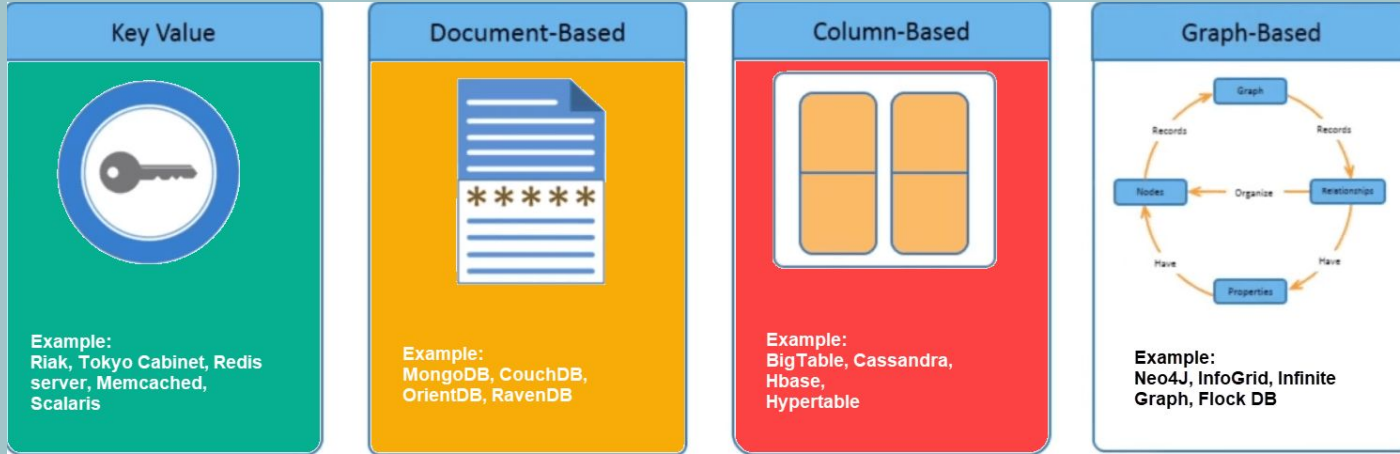 Key Value
Example:
Riak, Tokyo Cabinet, Redis
server, Memcached,
Scalaris
Document-Based
*****
Example:
MongoDB, CouchDB,
OrientDB, RavenDB
Column-Based
Example:
BigTable, Cassandra,
Hbase,
Hypertable
Graph-Based
Graph
Records
Records
Nodes
Organize
Relationships
Have
Have
Properties
Example:
Neo4J, InfoGrid, Infinite
Graph, Flock DB